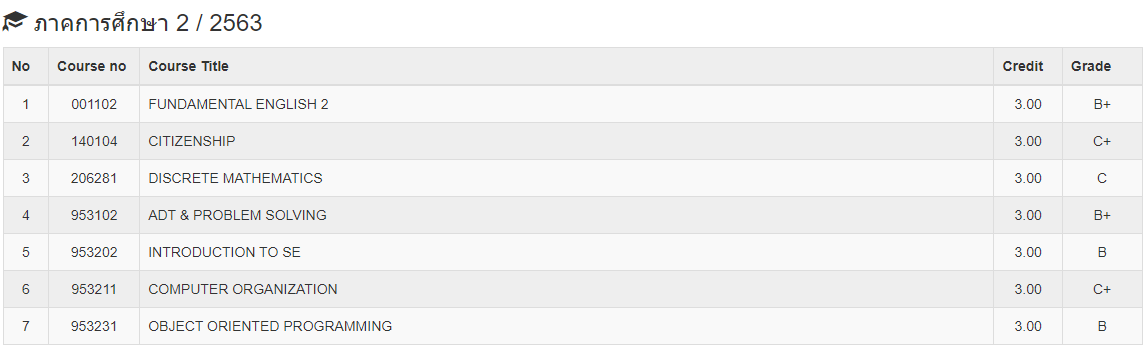 ภาคการศึกษา 2 / 2563
No Course no Course Title Credit Grade
1 001102 FUNDAMENTAL ENGLISH 2 3.00 B+
2 140104 CITIZENSHIP 3.00 C+
3 206281 DISCRETE MATHEMATICS 3.00 C
4 953102 ADT & PROBLEM SOLVING 3.00 B+
5 953202 INTRODUCTION TO SE 3.00 B
6 953211 COMPUTER ORGANIZATION 3.00 C+
7 953231 OBJECT ORIENTED PROGRAMMING 3.00 B